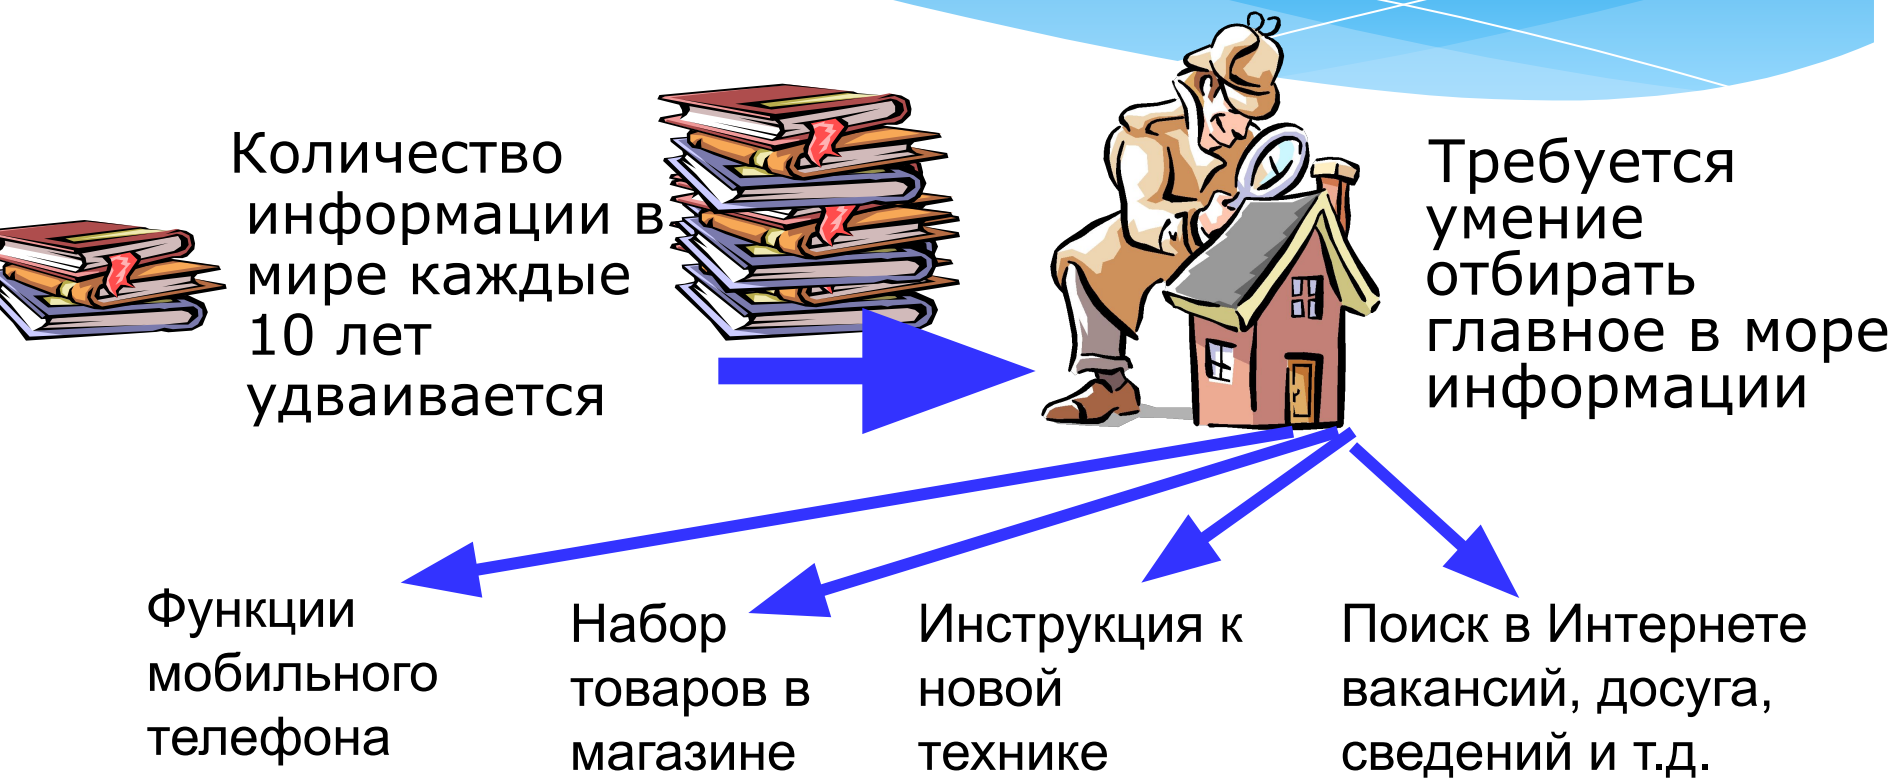 Количество
информации в
мире каждые
10 лет
удваивается
Требуется
умение
отбирать
главное в море
информации
Функции
мобильного
телефона
Набор
товаров в
магазине
Инструкция к
новой
технике
Поиск в Интернете
вакансий, досуга,
сведений и т.д.